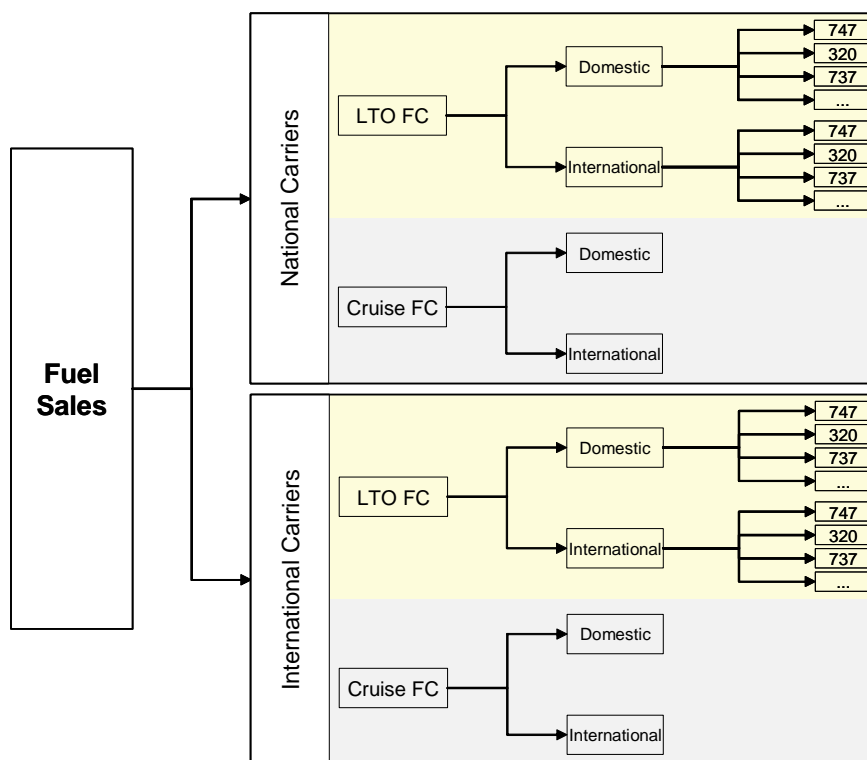 Fuel
Sales
National Carriers
LTO FC
Domestic
747
320
737
...
International
747
320
737
...
Cruise FC
Domestic
International
International Carriers
LTO FC
Domestic
747
320
737
...
International
747
320
737
...
Cruise FC
Domestic
International